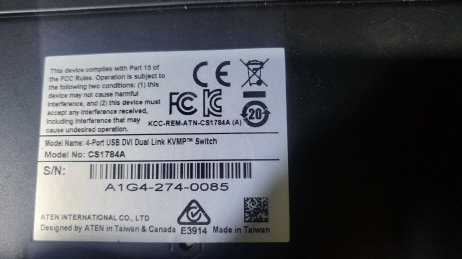 This device complies with Part 15 of
the FCC Rules. Operation is subject to
the following two conditions: (1) this
device may not cause harmful
interference, and (2) this device must
accept any interference received,
including interference that may
cause undesired operation.
CE
FC KC
20
KCC-REM-ATN-CS1784A (A)
Model Name: 4-Port USB DVI Dual Link KVMP™ Switch
Model No: CS1784A
S/N:
A1G4-274-0085
ATEN INTERNATIONAL CO., LTD
Designed by ATEN in Taiwan & Canada E3914 Made in Taiwan